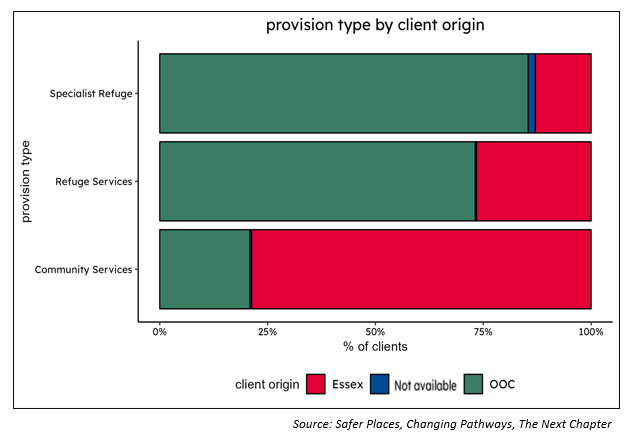 provision type by client origin
provision type
Specialist Refuge
Refuge Services
Community Services
0% 25% 50% 75% 100%
% of clients
client origin Essex Not available OOC
Source: Safer Places, Changing Pathways, The Next Chapter